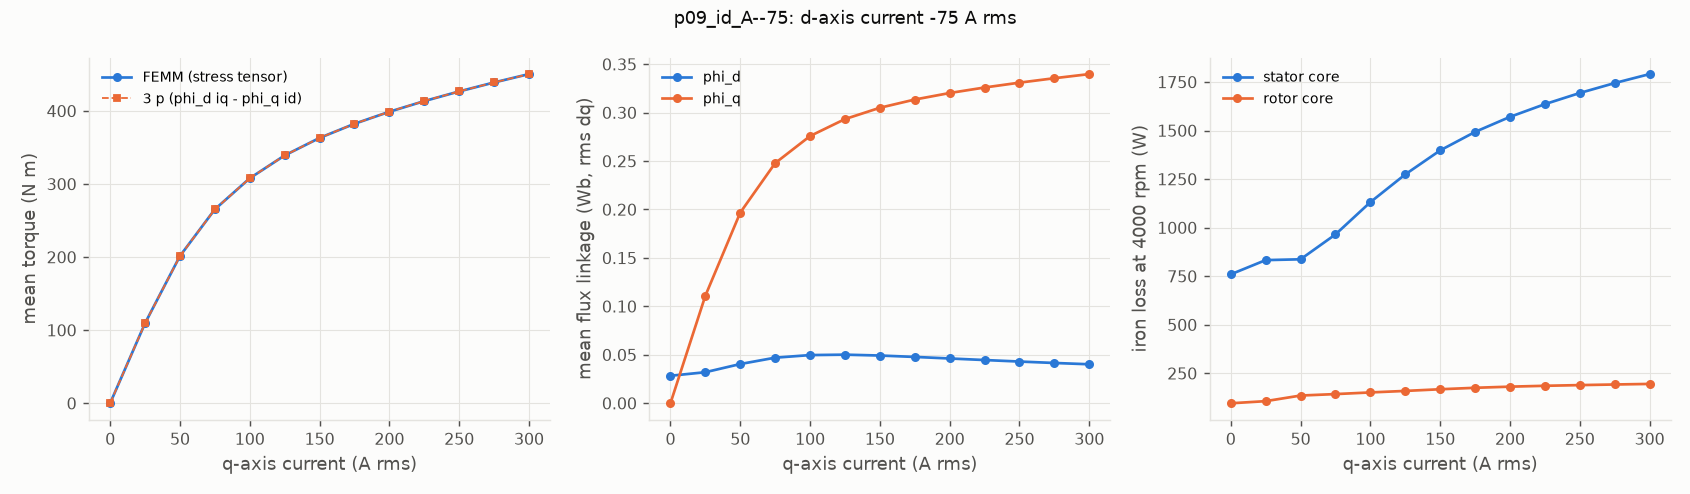 p09_id_A--75: d-axis current -75 A rms
mean torque (N m)
400
300
200
100
0
FEMM (stress tensor)
3 p (phi_d iq - phi_q id)
0 50 100 150 200 250 300
q-axis current (A rms)
mean flux linkage (Wb, rms dq)
0.35
0.30
0.25
0.20
0.15
0.10
0.05
0.00
phi_d
phi_q
0 50 100 150 200 250 300
q-axis current (A rms)
iron loss at 4000 rpm (W)
1750
1500
1250
1000
750
500
250
stator core
rotor core
0 50 100 150 200 250 300
q-axis current (A rms)